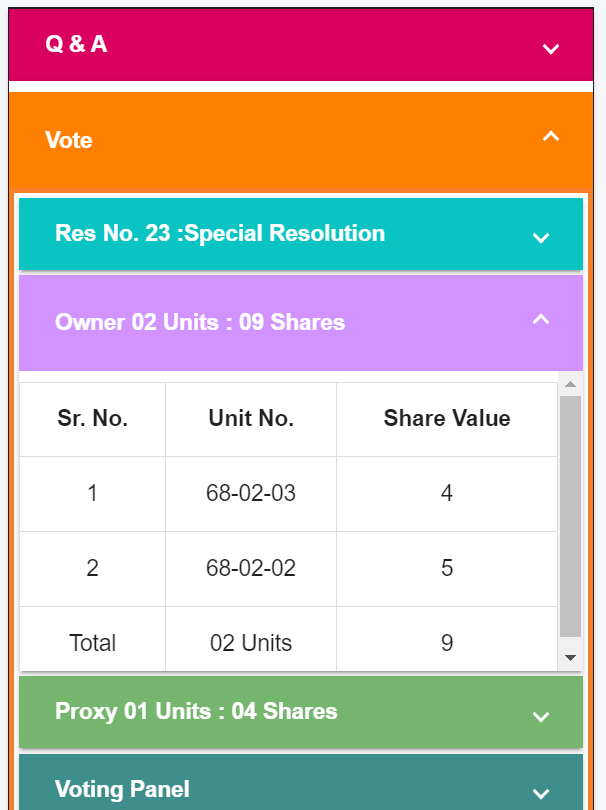 Q & A
Vote
Res No. 23 :Special Resolution
Owner 02 Units : 09 Shares
Sr. No. Unit No. Share Value
1 68-02-03 4
2 68-02-02 5
Total 02 Units 9
Proxy 01 Units : 04 Shares
Voting Panel